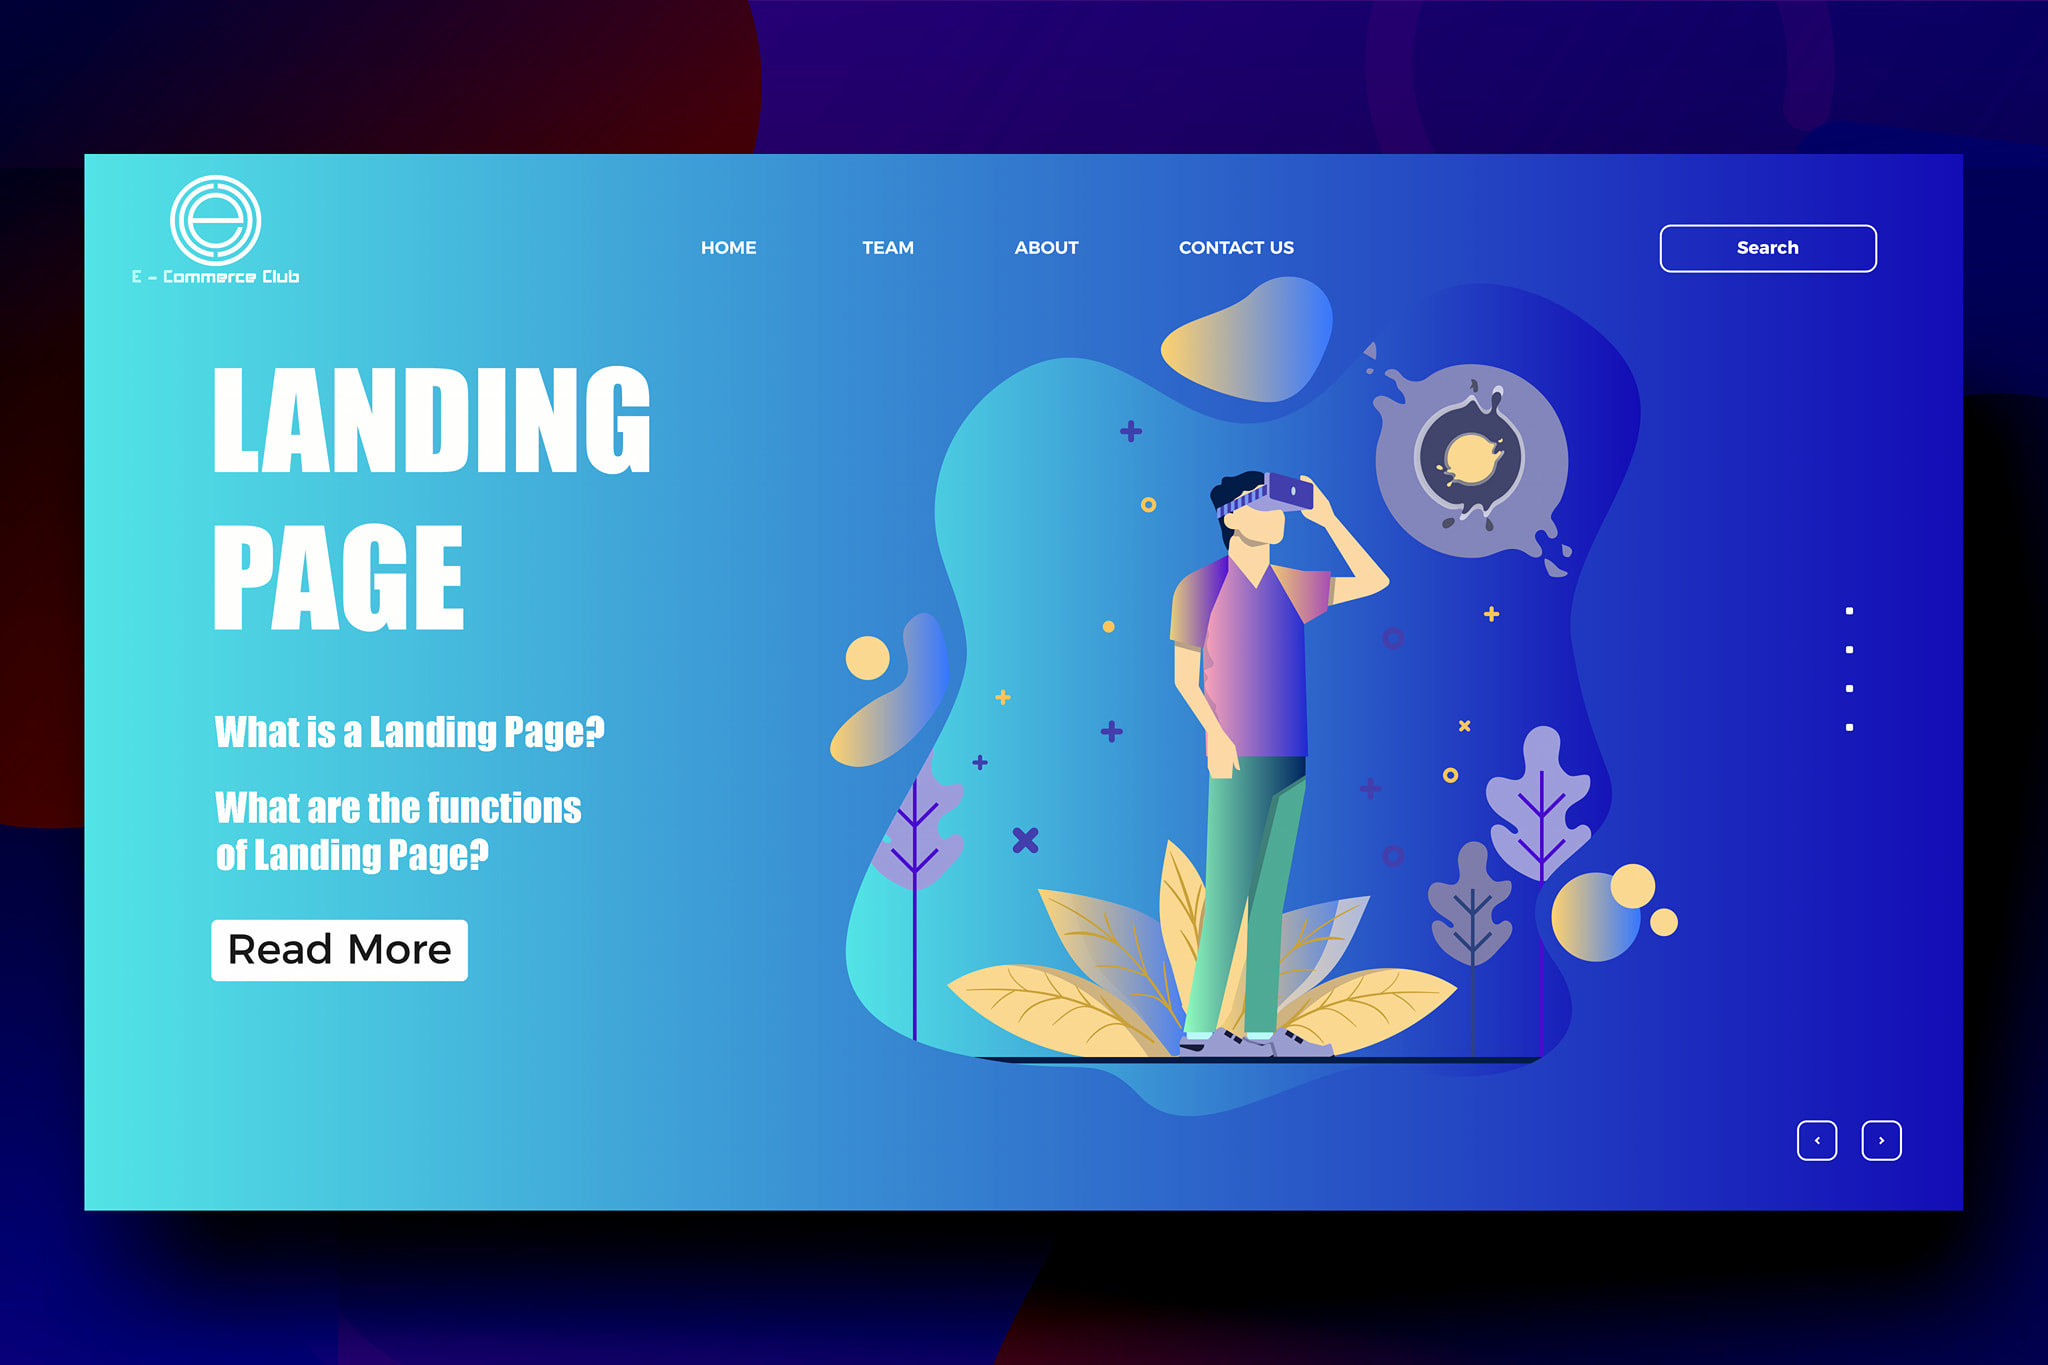 E - Commerce Club
HOME TEAM ABOUT CONTACT US Search
LANDING
PAGE
What is a Landing Page?
What are the functions
of Landing Page?
Read More